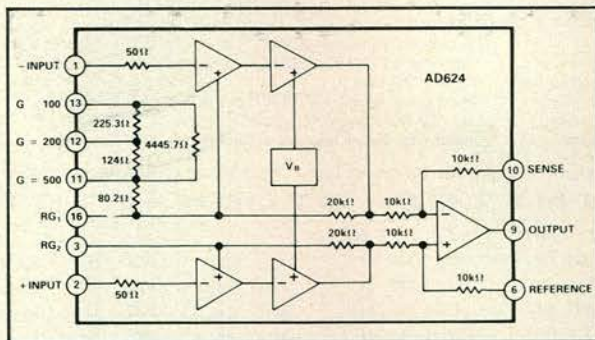 50Ω
−INPUT 1
AD624
G 100 13
225.3Ω
4445.7Ω
G = 200 12
124Ω
VB
10kΩ
10 SENSE
G = 500 11
80.2Ω
20kΩ 10kΩ
RG1 16
9 OUTPUT
RG2 3
20kΩ 10kΩ
10kΩ
+INPUT 2
6 REFERENCE
50Ω